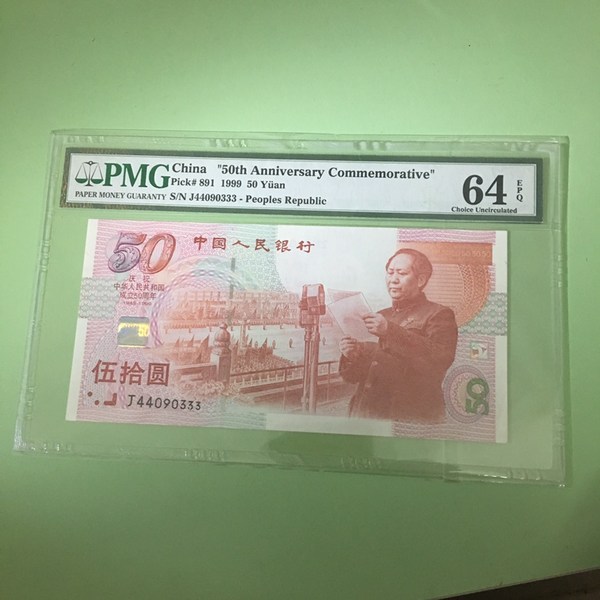 PMG
PAPER MONEY GUARANTY
China "50th Anniversary Commemorative"
Pick# 891 1999 50 Yüan
S/N J44090333 - Peoples Republic
64
EPQ
Choice Uncirculated
50
中国人民银行
庆祝
中华人民共和国
成立50周年
50
伍拾圆
J44090333
50